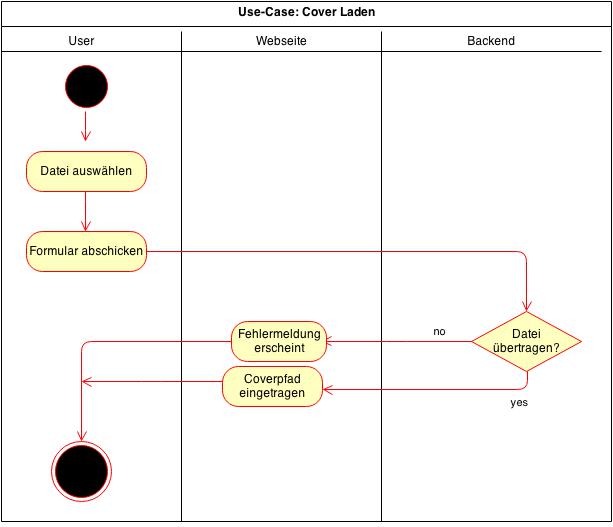 Use-Case: Cover Laden
User
Webseite
Backend
Datei auswählen
Formular abschicken
Fehlermeldung
erscheint
no
Datei
übertragen?
Coverpfad
eingetragen
yes